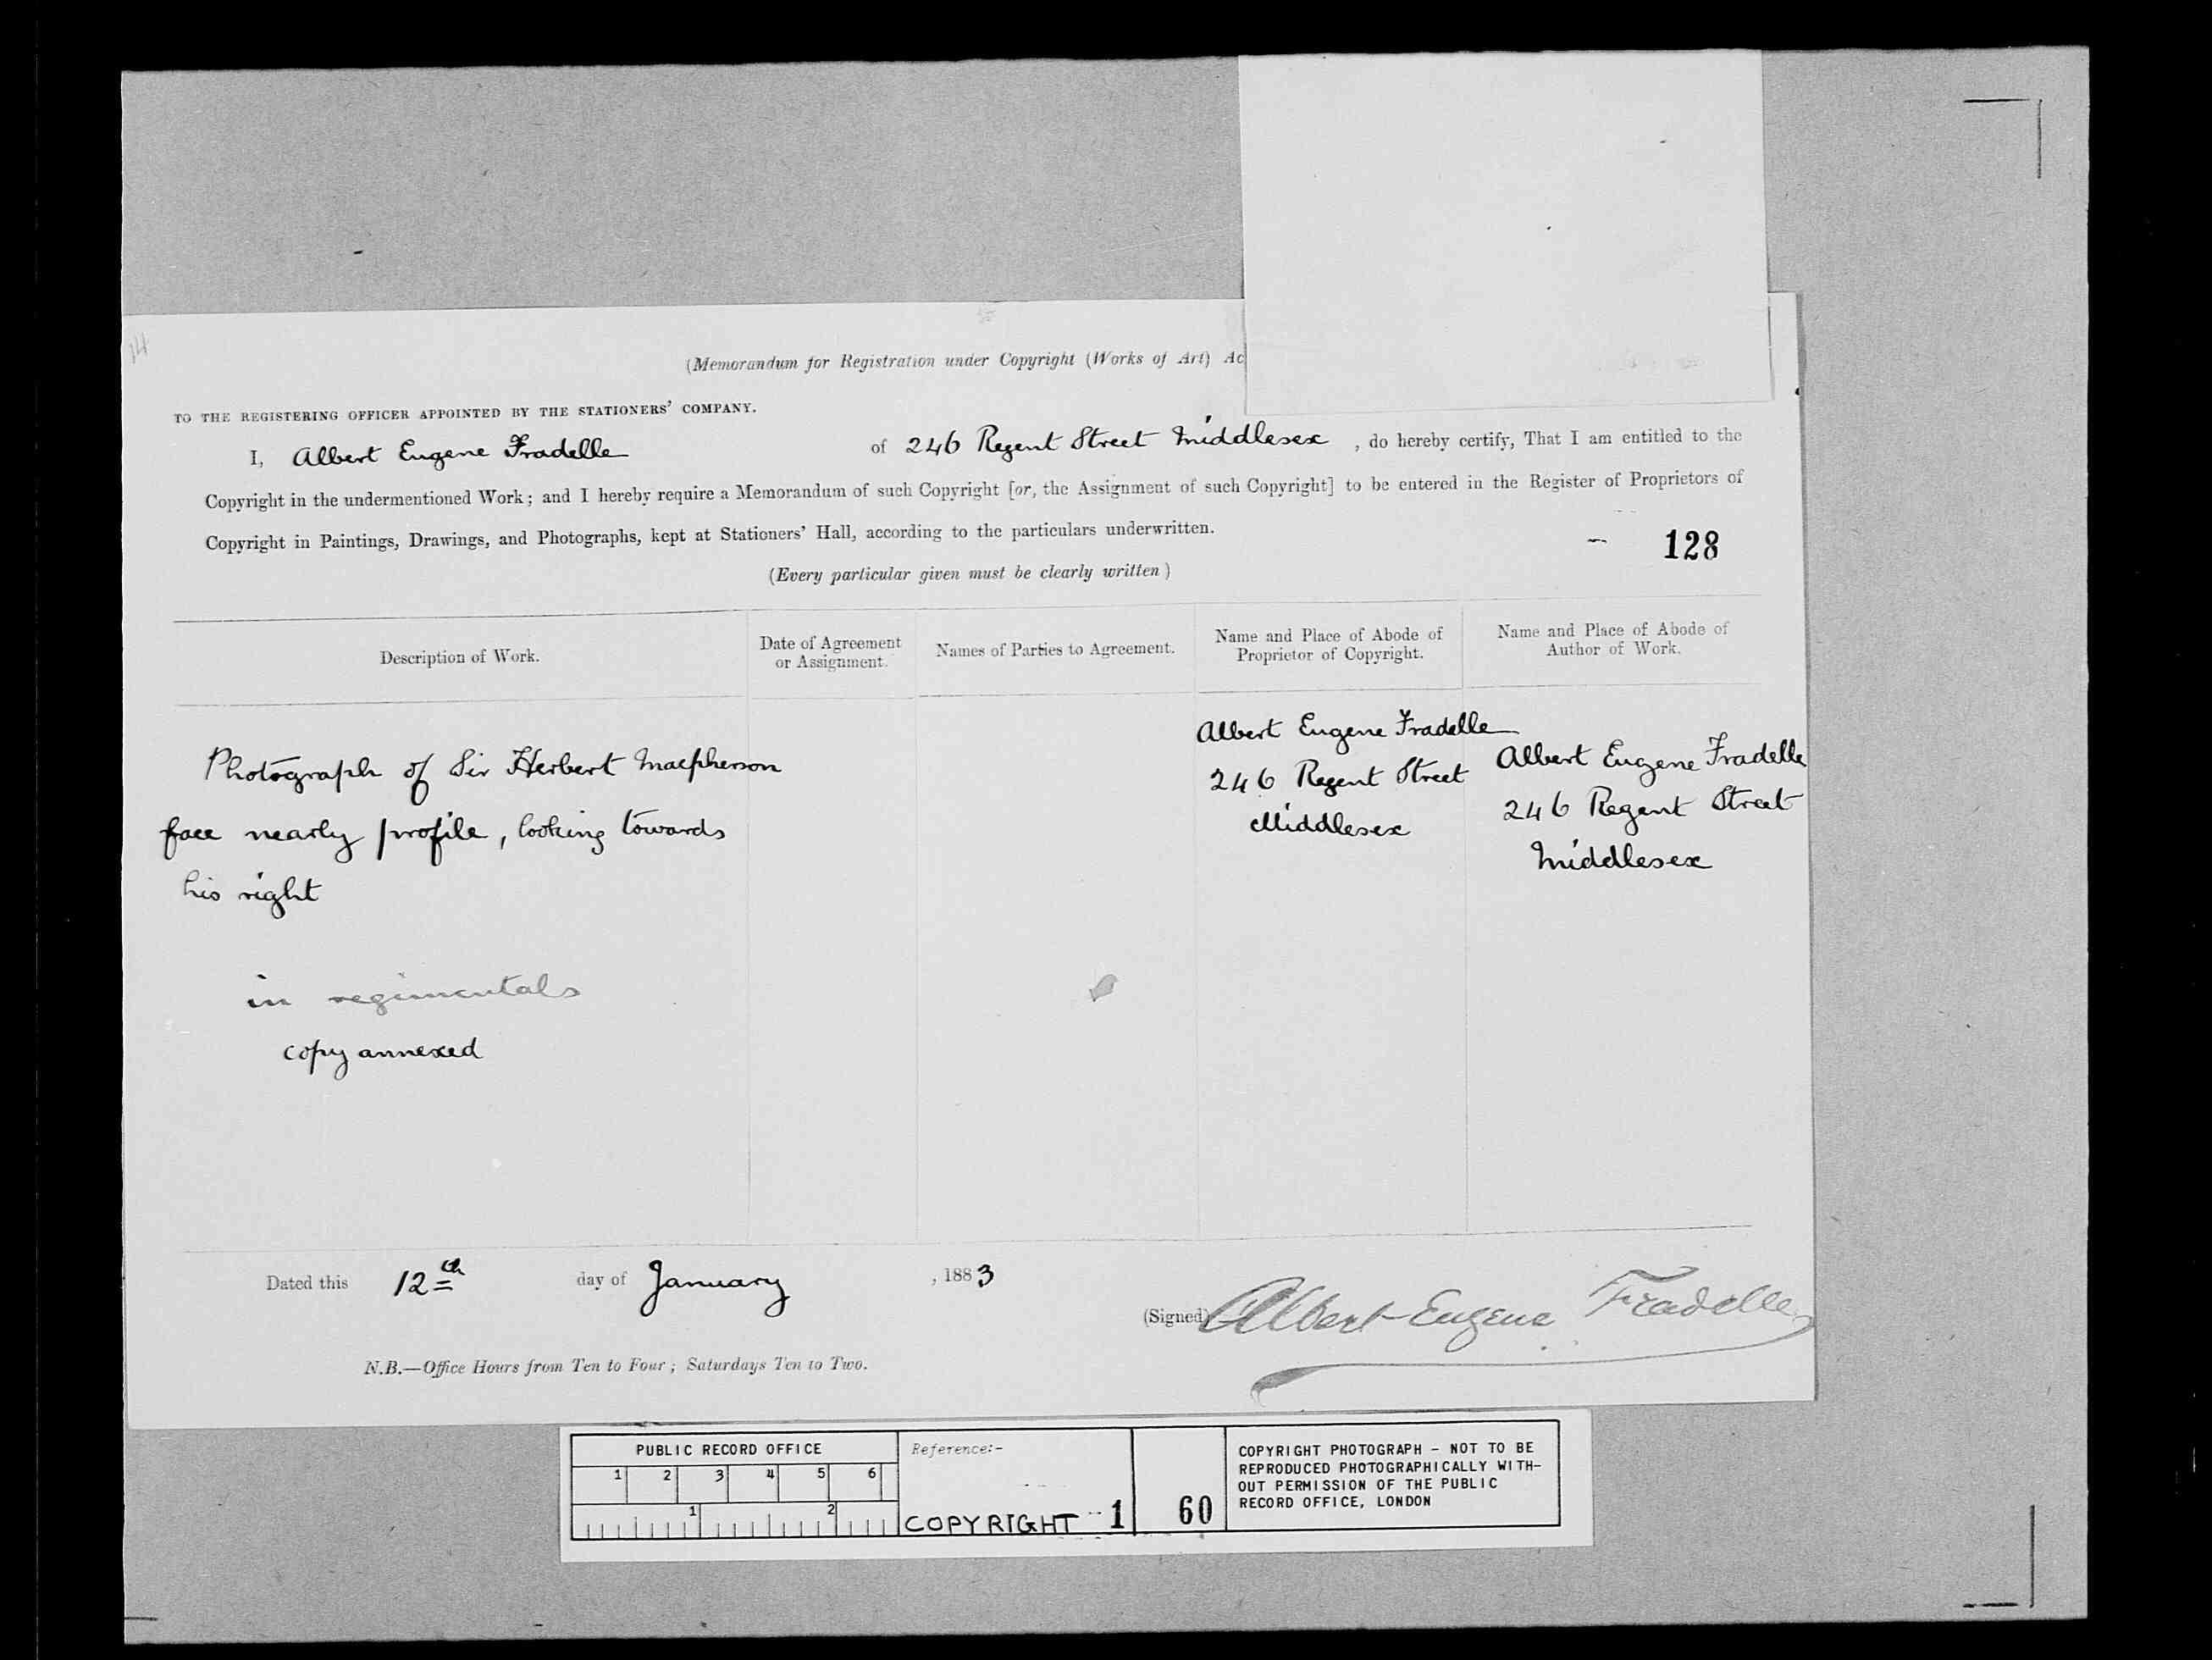 14
(Memorandum for Registration under Copyright (Works of Art) Ac
TO THE REGISTERING OFFICER APPOINTED BY THE STATIONERS' COMPANY.
I, Albert Eugene Fradelle of 246 Regent Street Middlesex , do hereby certify, That I am entitled to the
Copyright in the undermentioned Work; and I hereby require a Memorandum of such Copyright [or, the Assignment of such Copyright] to be entered in the Register of Proprietors of
Copyright in Paintings, Drawings, and Photographs, kept at Stationers' Hall, according to the particulars underwritten.
128
(Every particular given must be clearly written)
Description of Work.
Date of Agreement
or Assignment.
Names of Parties to Agreement.
Name and Place of Abode of
Proprietor of Copyright.
Name and Place of Abode of
Author of Work.
Photograph of Sir Herbert Macpherson
face nearly profile, looking towards
his right
in regimentals
copy annexed
Albert Eugene Fradelle
246 Regent Street
Middlesex
Albert Eugene Fradelle
246 Regent Street
Middlesex
Dated this 12th day of January , 1883
(Signed) Albert-Eugene Fradelle
N.B.—Office Hours from Ten to Four; Saturdays Ten to Two.
PUBLIC RECORD OFFICE
1 2 3 4 5 6
1 2
Reference:-
COPYRIGHT 1
60
COPYRIGHT PHOTOGRAPH - NOT TO BE
REPRODUCED PHOTOGRAPHICALLY WITH-
OUT PERMISSION OF THE PUBLIC
RECORD OFFICE, LONDON